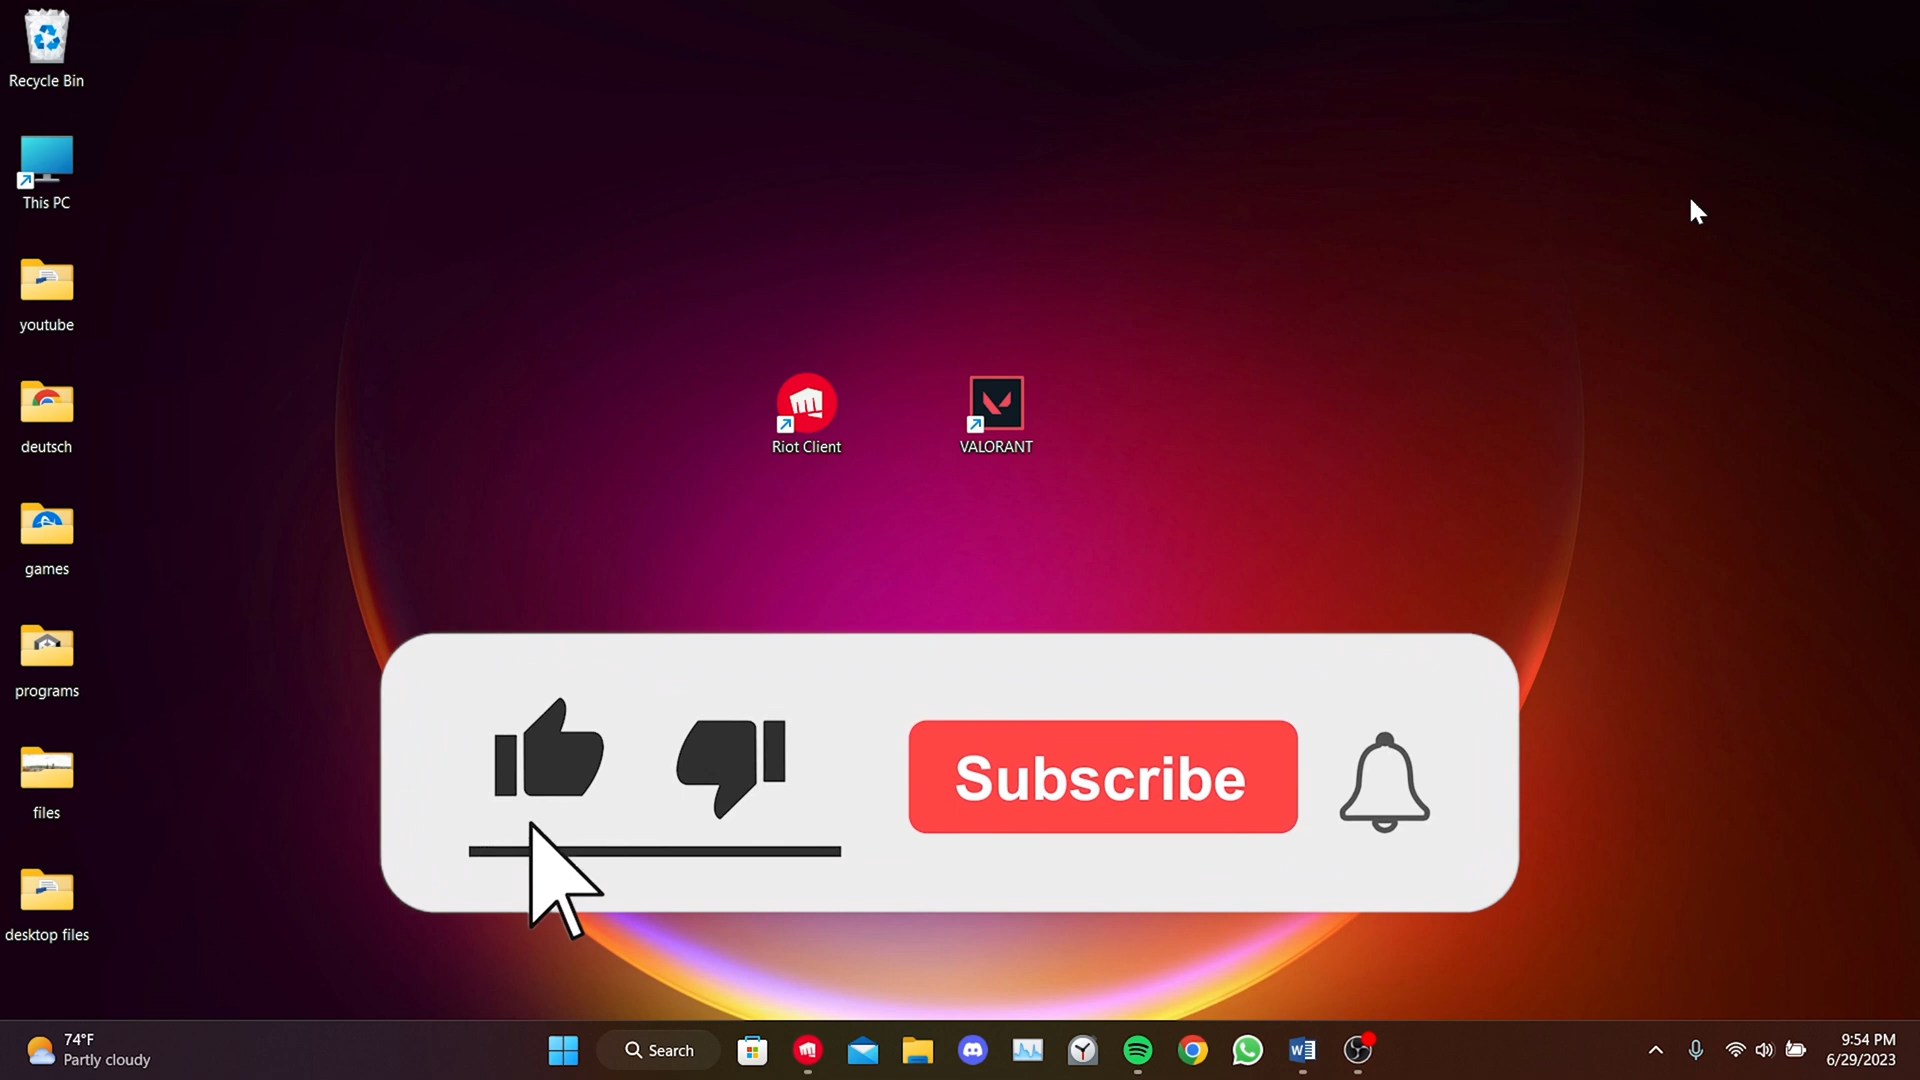 Recycle Bin
This PC
youtube
deutsch
games
programs
files
desktop files
Riot Client
VALORANT
Subscribe
74°F
Partly cloudy
Search
9:54 PM
6/29/2023